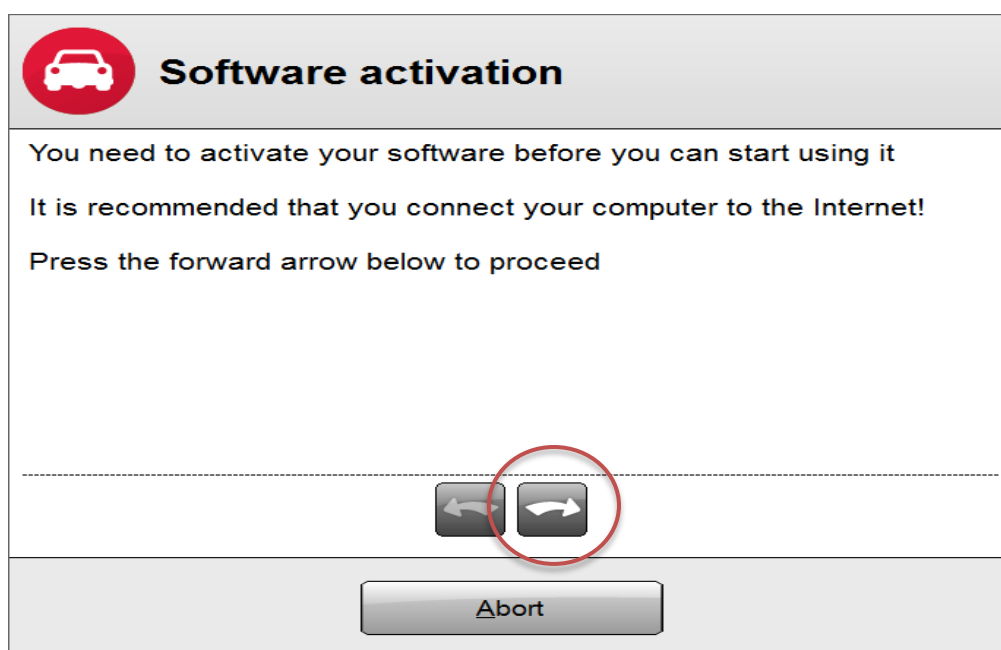 Software activation
You need to activate your software before you can start using it
It is recommended that you connect your computer to the Internet!
Press the forward arrow below to proceed
Abort